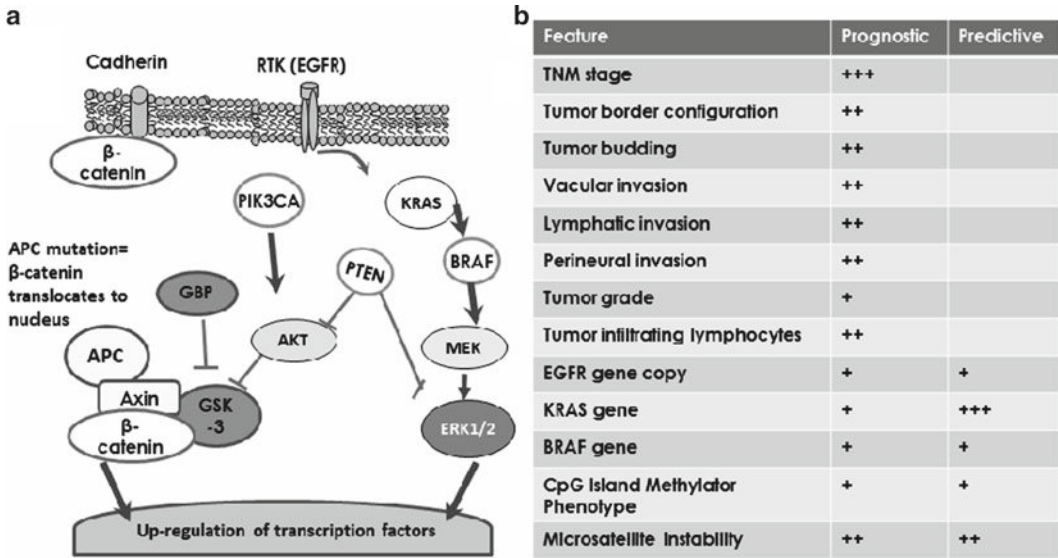 a
Cadherin
RTK (EGFR)
β-
catenin
PIK3CA
KRAS
APC mutation=
β-catenin
translocates to
nucleus
GBP
PTEN
BRAF
AKT
MEK
APC
Axin
GSK
-3
β-
catenin
ERK1/2
Up-regulation of transcription factors
b
Feature Prognostic Predictive
TNM stage +++
Tumor border configuration ++
Tumor budding ++
Vacular invasion ++
Lymphatic invasion ++
Perineural invasion ++
Tumor grade +
Tumor infiltrating lymphocytes ++
EGFR gene copy + +
KRAS gene + +++
BRAF gene + +
CpG Island Methylator + +
Phenotype
Microsatellite Instability ++ ++